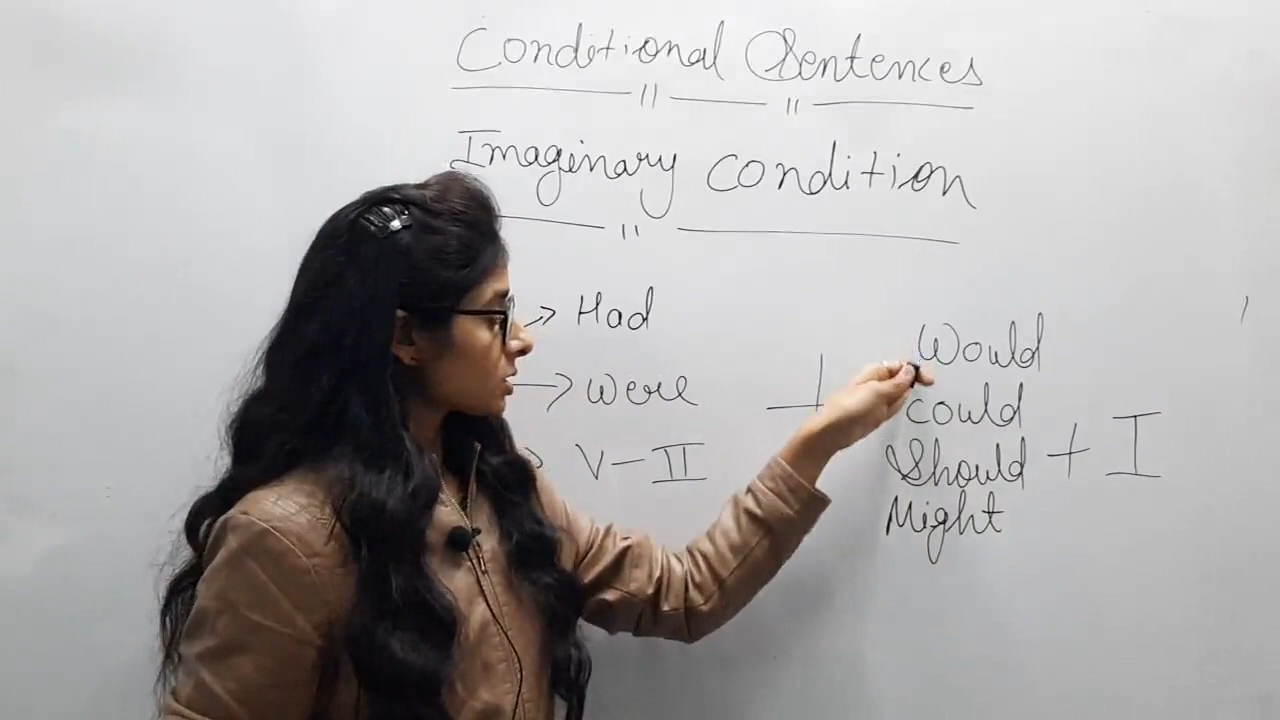 Conditional Sentences
Imaginary condition
→ Had
→ were
+
V-II
Would
could
Should + I
Might